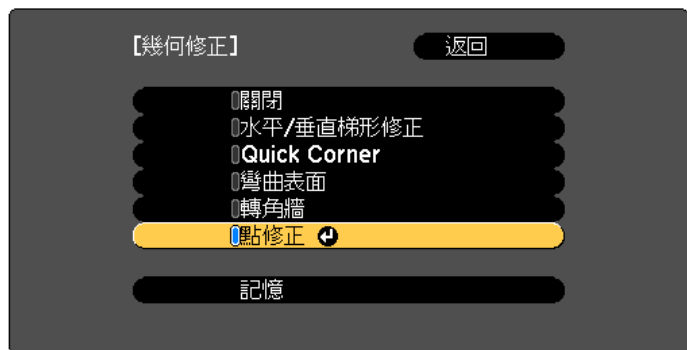 【幾何修正】 返回
關閉
水平/垂直梯形修正
Quick Corner
彎曲表面
轉角牆
點修正
記憶